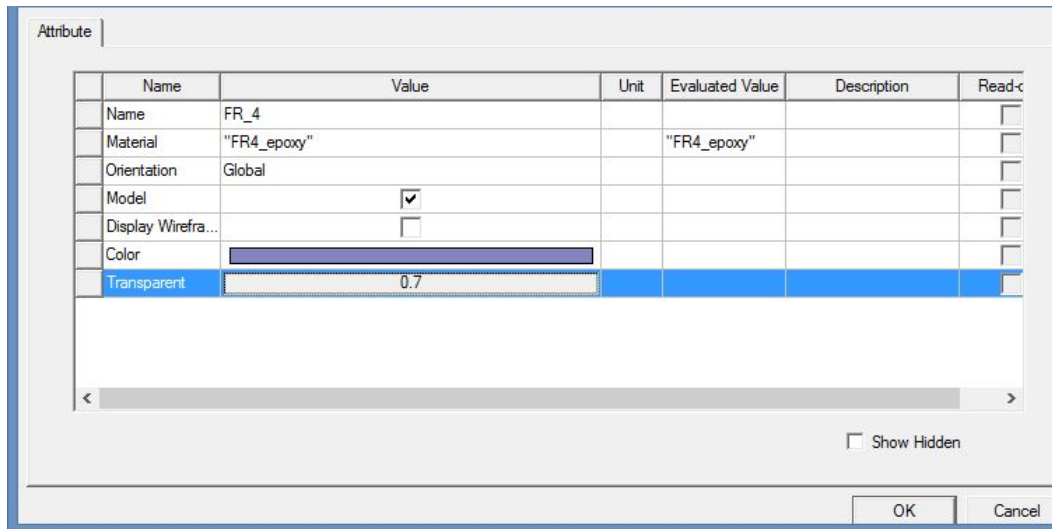 Attribute
Name Value Unit Evaluated Value Description Read-o
Name FR_4
Material "FR4_epoxy" "FR4_epoxy"
Orientation Global
Model
Display Wirefra...
Color
Transparent 0.7
Show Hidden
OK Cancel